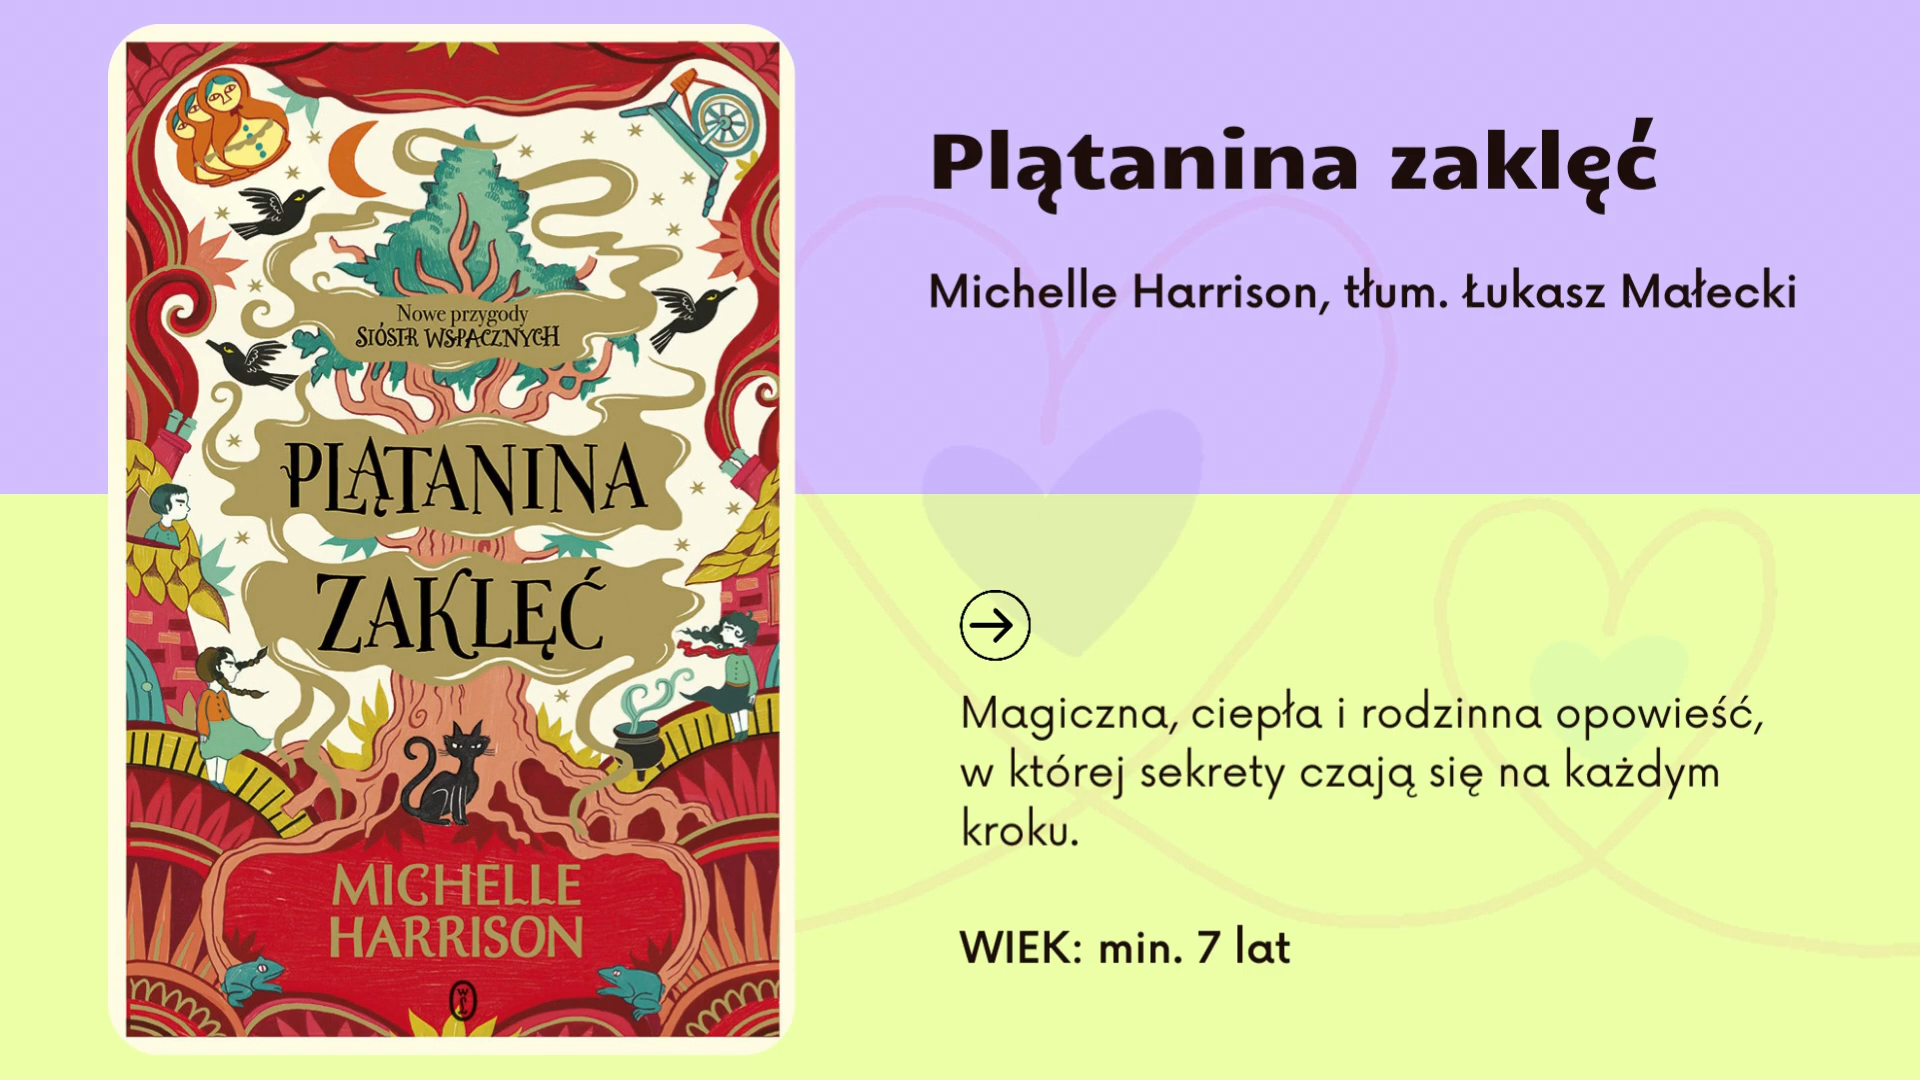 Nowe przygody
SIÓSTR WSPACZNYCH
PLĄTANINA
ZAKLĘĆ
MICHELLE
HARRISON
WŁ
Plątanina zaklęć
Michelle Harrison, tłum. Łukasz Małecki
Magiczna, ciepła i rodzinna opowieść,
w której sekrety czają się na każdym
kroku.
WIEK: min. 7 lat